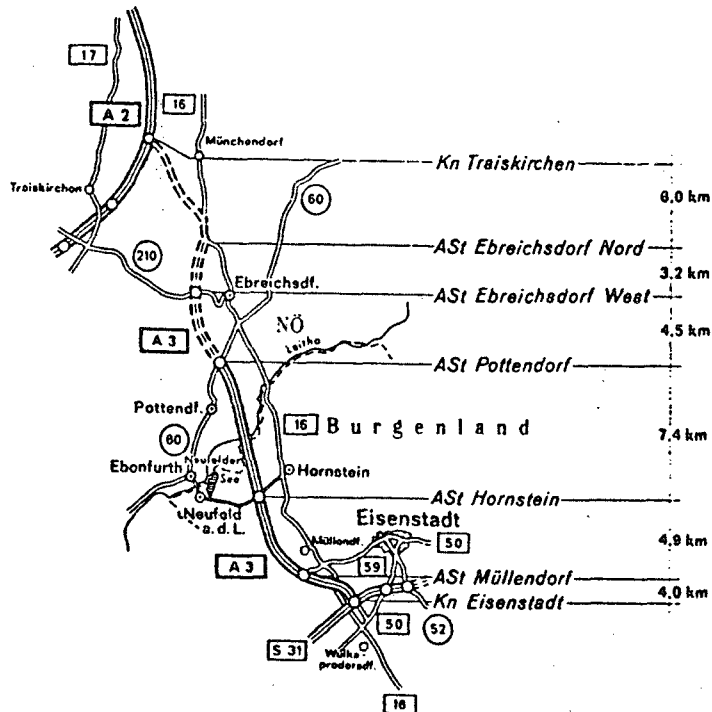 17
A 2
16
Münchendorf
Kn Traiskirchen
Traiskirchen
60
6,0 km
210
ASt Ebreichsdorf Nord
3.2 km
Ebreichsdf.
ASt Ebreichsdorf West
NÖ
4,5 km
A 3
Leitha
ASt Pottendorf
Pottendf.
16
Burgenland
7,4 km
60
Ebenfurth
Neufelder
See
Hornstein
Neufeld
a.d.L.
ASt Hornstein
Eisenstadt
50
4,9 km
Müllendf.
A 3
59
ASt Müllendorf
4.0 km
Kn Eisenstadt
50
52
S 31
Wulka-
prodersdf.
16